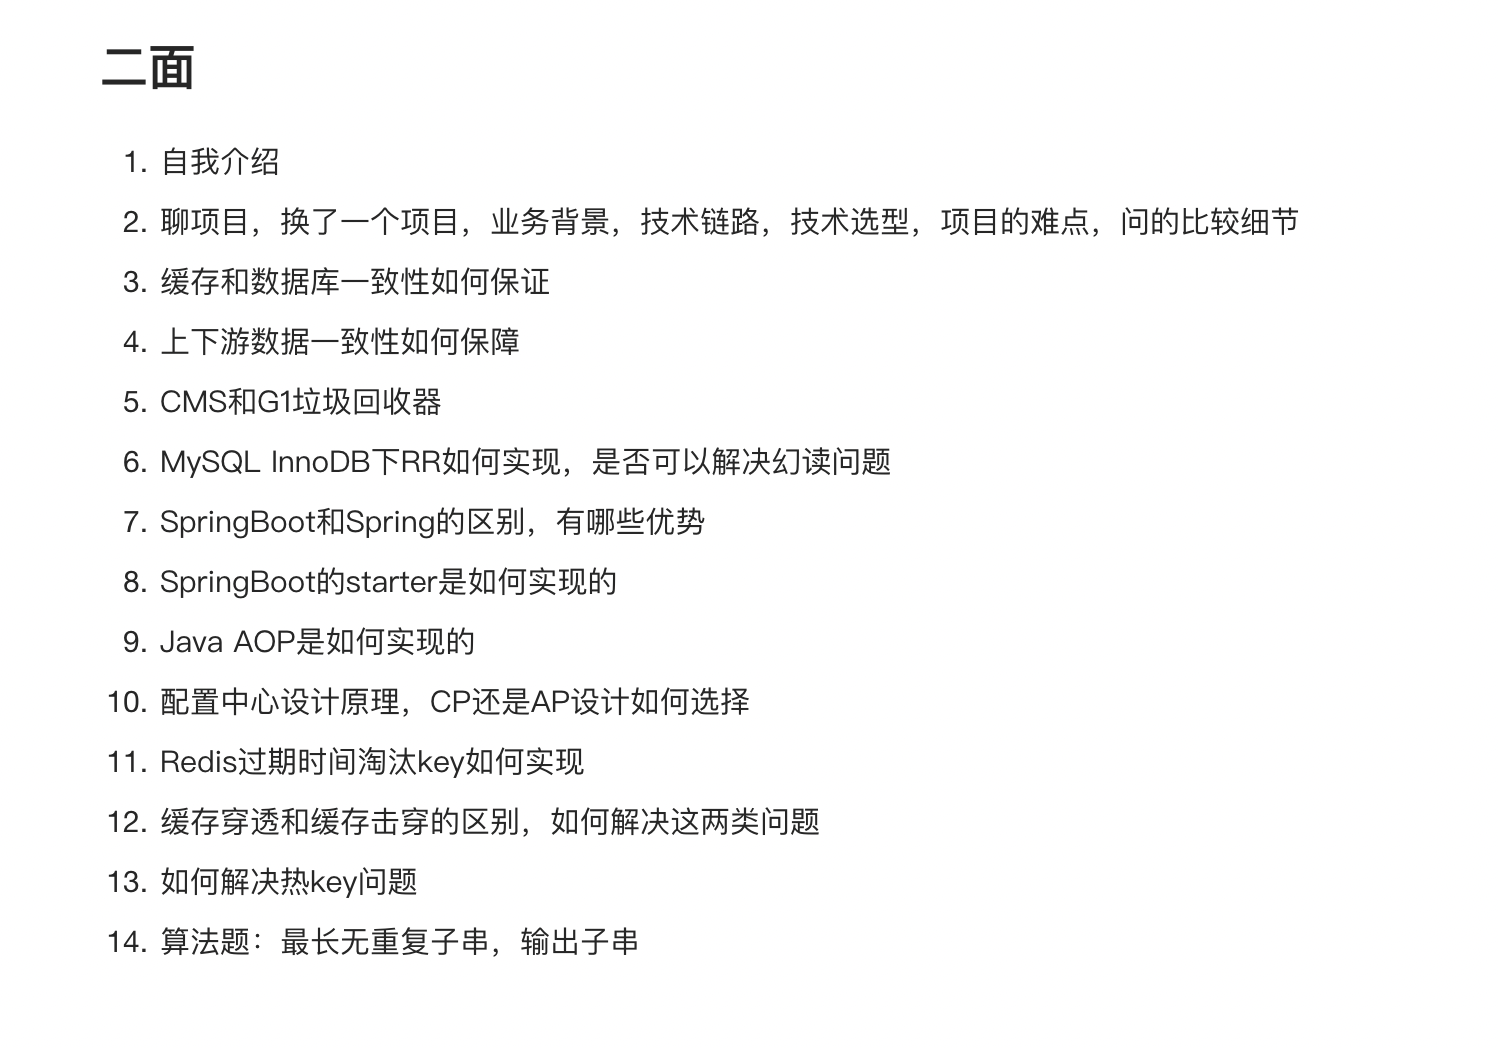 二面
1. 自我介绍
2. 聊项目，换了一个项目，业务背景，技术链路，技术选型，项目的难点，问的比较细节
3. 缓存和数据库一致性如何保证
4. 上下游数据一致性如何保障
5. CMS和G1垃圾回收器
6. MySQL InnoDB下RR如何实现，是否可以解决幻读问题
7. SpringBoot和Spring的区别，有哪些优势
8. SpringBoot的starter是如何实现的
9. Java AOP是如何实现的
10. 配置中心设计原理，CP还是AP设计如何选择
11. Redis过期时间淘汰key如何实现
12. 缓存穿透和缓存击穿的区别，如何解决这两类问题
13. 如何解决热key问题
14. 算法题：最长无重复子串，输出子串